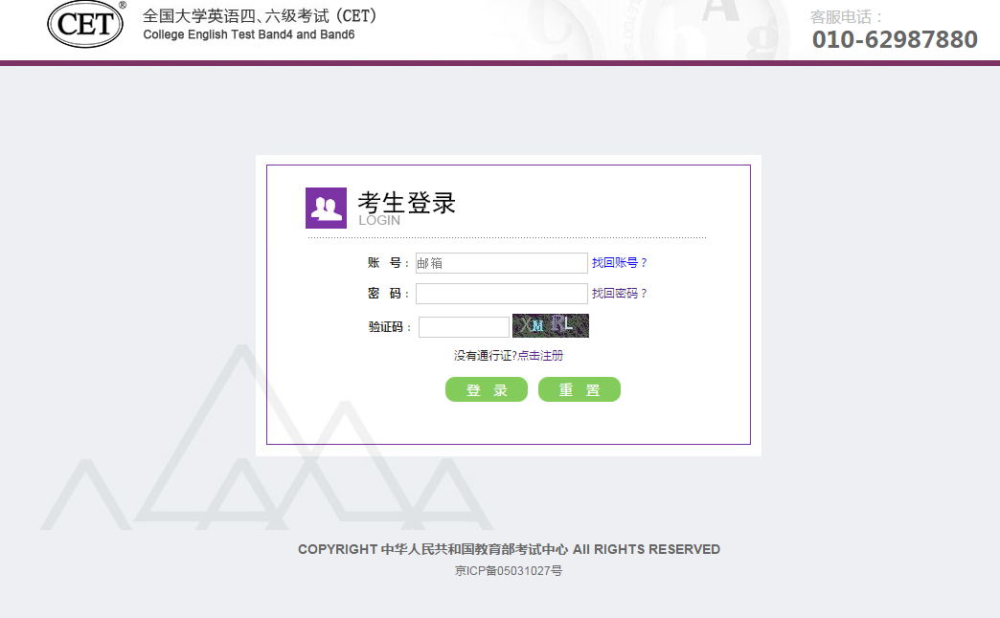 CET®
全国大学英语四、六级考试 (CET)
College English Test Band4 and Band6
客服电话：
010-62987880
考生登录
LOGIN
账 号： 邮箱 找回账号？
密 码： 找回密码？
验证码： XMRL
没有通行证?点击注册
登 录 重 置
COPYRIGHT 中华人民共和国教育部考试中心 All RIGHTS RESERVED
京ICP备05031027号